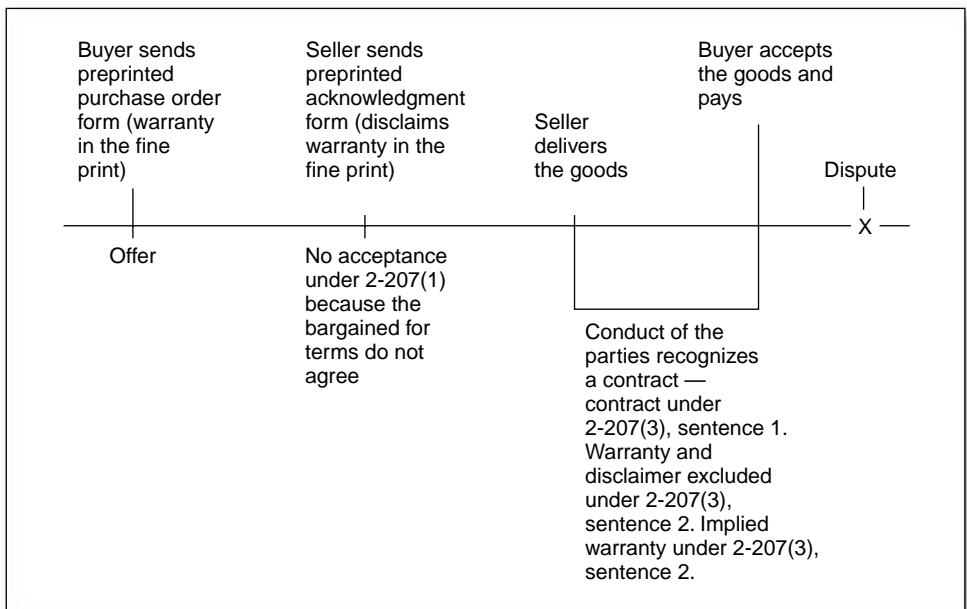 Buyer sends
preprinted
purchase order
form (warranty
in the fine
print)
Seller sends
preprinted
acknowledgment
form (disclaims
warranty in the
fine print)
Seller
delivers
the goods
Buyer accepts
the goods and
pays
Dispute
X
Offer
No acceptance
under 2-207(1)
because the
bargained for
terms do not
agree
Conduct of the
parties recognizes
a contract —
contract under
2-207(3), sentence 1.
Warranty and
disclaimer excluded
under 2-207(3),
sentence 2. Implied
warranty under 2-207(3),
sentence 2.